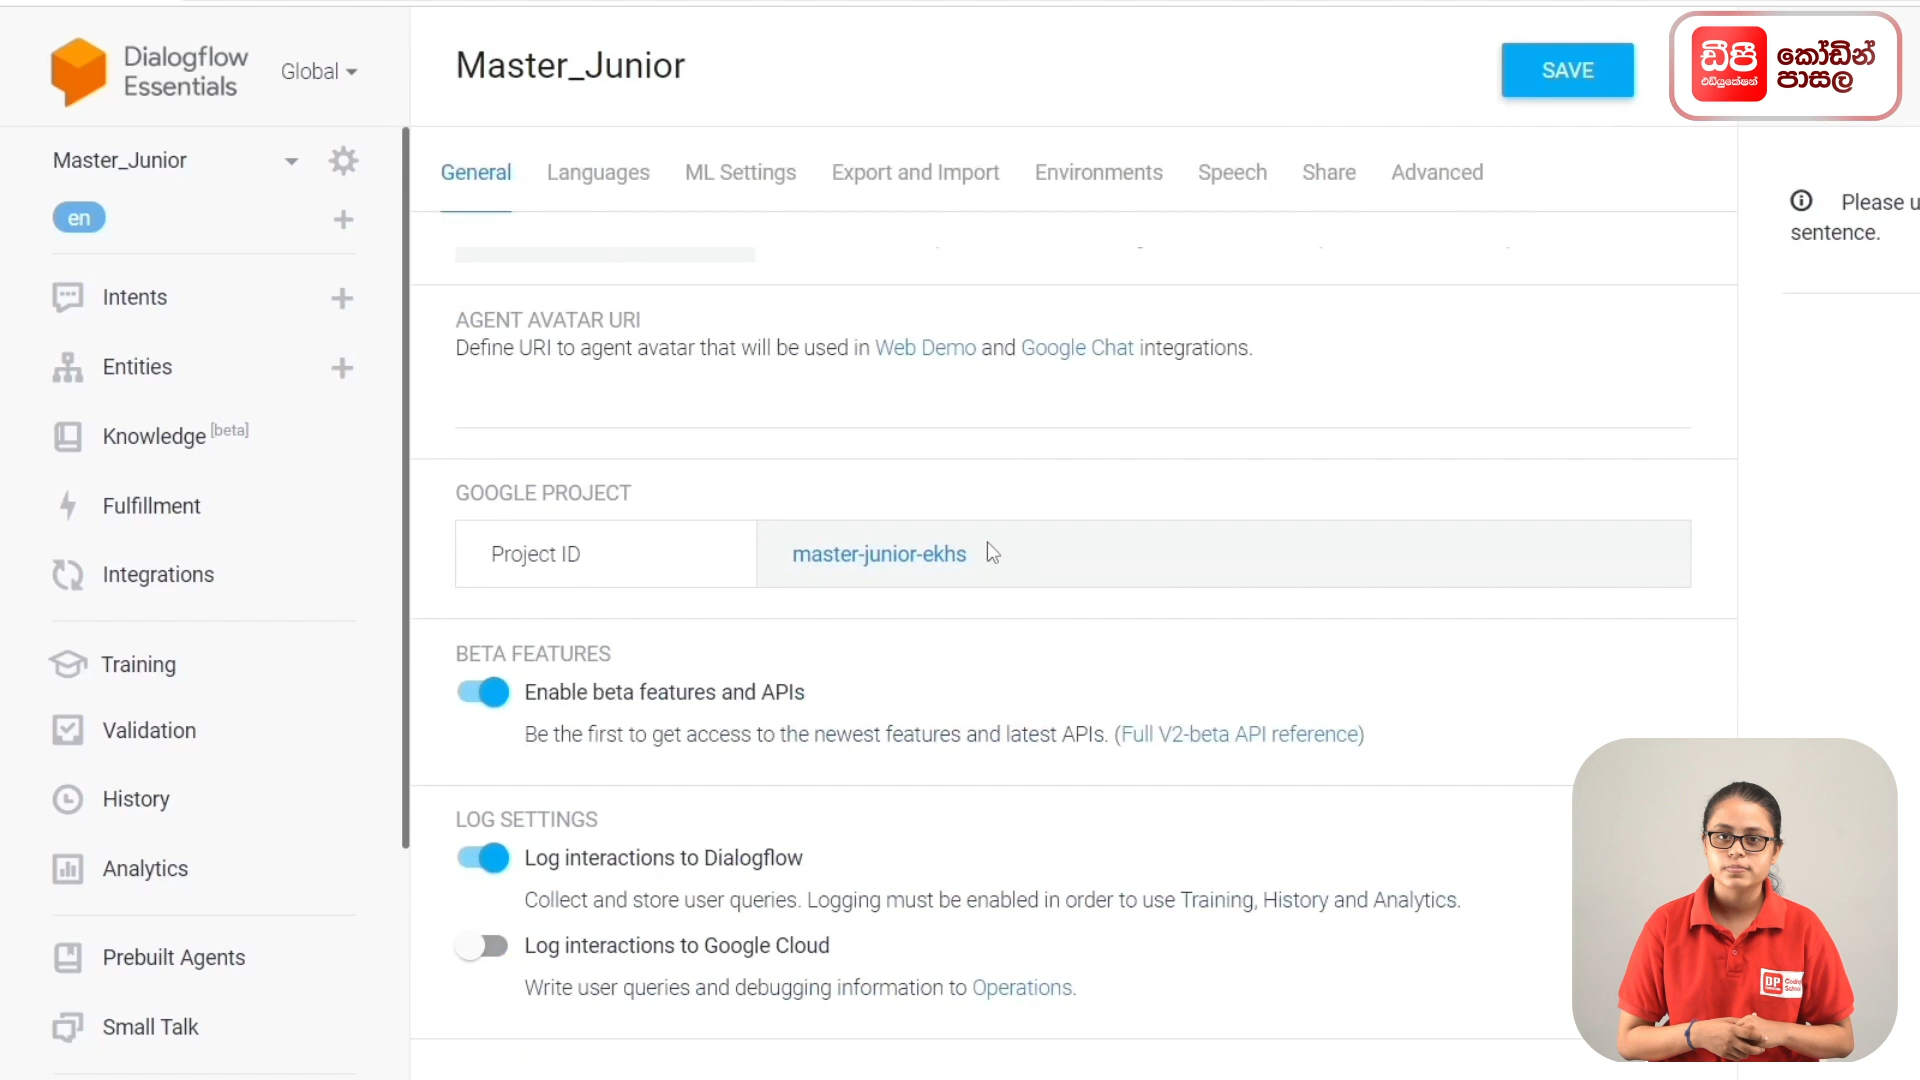 Dialogflow
Essentials
Global
Master_Junior
SAVE
ඩීපී
එඩියුකේෂන්
කෝඩින්
පාසල
Master_Junior
en
General
Languages
ML Settings
Export and Import
Environments
Speech
Share
Advanced
Please u
sentence.
Intents
Entities
Knowledge [beta]
Fulfillment
Integrations
Training
Validation
History
Analytics
Prebuilt Agents
Small Talk
AGENT AVATAR URI
Define URI to agent avatar that will be used in Web Demo and Google Chat integrations.
GOOGLE PROJECT
Project ID
master-junior-ekhs
BETA FEATURES
Enable beta features and APIs
Be the first to get access to the newest features and latest APIs. (Full V2-beta API reference)
LOG SETTINGS
Log interactions to Dialogflow
Collect and store user queries. Logging must be enabled in order to use Training, History and Analytics.
Log interactions to Google Cloud
Write user queries and debugging information to Operations.
DP